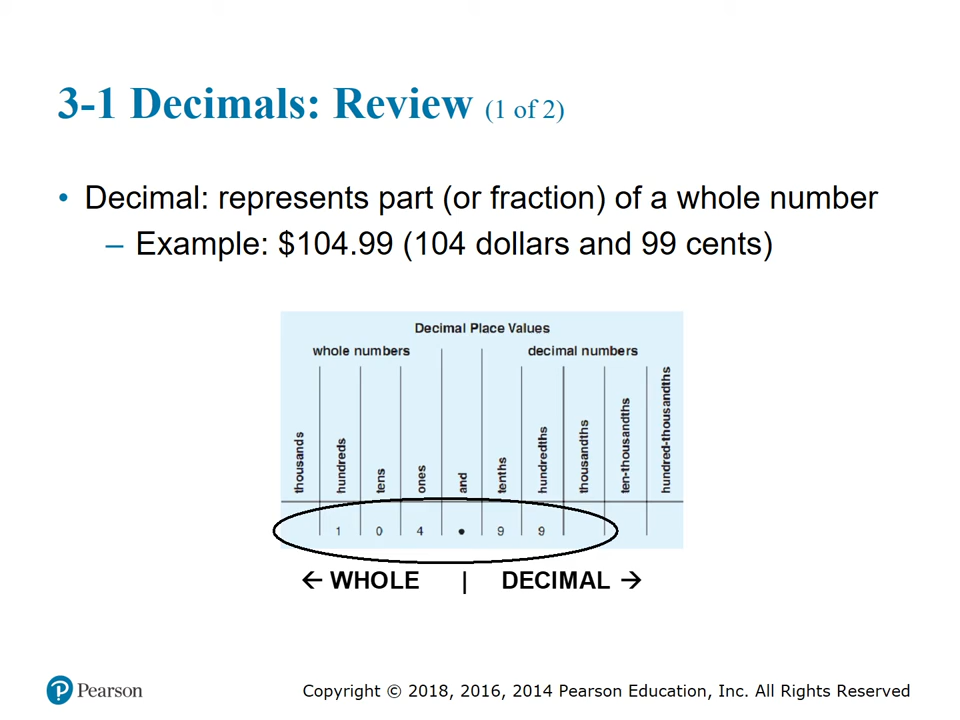 3-1 Decimals: Review (1 of 2)
• Decimal: represents part (or fraction) of a whole number
– Example: $104.99 (104 dollars and 99 cents)
Decimal Place Values
whole numbers decimal numbers
thousands hundreds tens ones and tenths hundredths thousandths ten-thousandths hundred-thousandths
1 0 4 • 9 9
← WHOLE | DECIMAL →
Pearson
Copyright © 2018, 2016, 2014 Pearson Education, Inc. All Rights Reserved